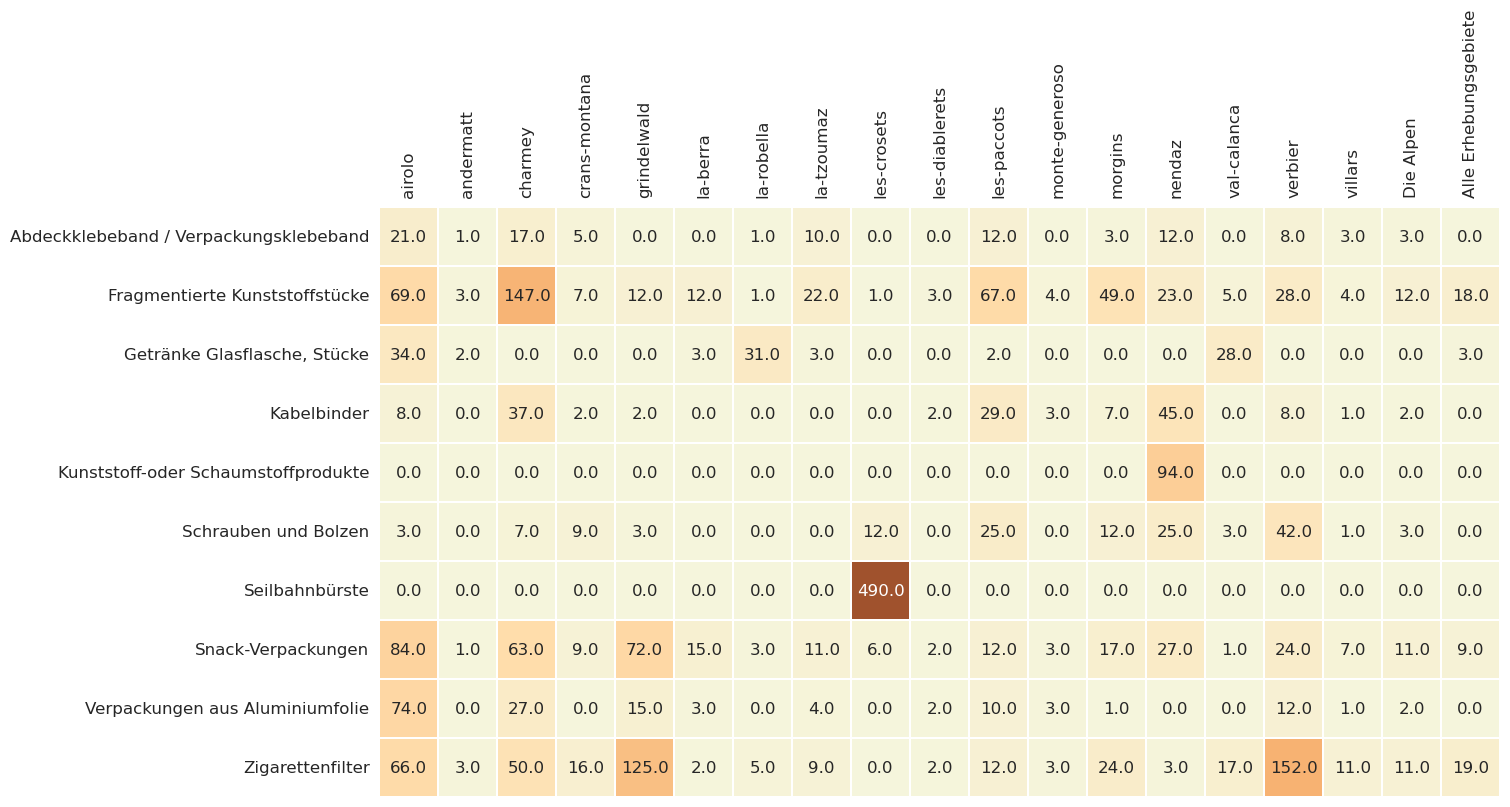 airolo andermatt charmey crans-montana grindelwald la-berra la-robella la-tzoumaz les-crosets les-diablerets les-paccots monte-generoso morgins nendaz val-calanca verbier villars Die Alpen Alle Erhebungsgebiete
Abdeckklebeband / Verpackungsklebeband 21.0 1.0 17.0 5.0 0.0 0.0 1.0 10.0 0.0 0.0 12.0 0.0 3.0 12.0 0.0 8.0 3.0 3.0 0.0
Fragmentierte Kunststoffstücke 69.0 3.0 147.0 7.0 12.0 12.0 1.0 22.0 1.0 3.0 67.0 4.0 49.0 23.0 5.0 28.0 4.0 12.0 18.0
Getränke Glasflasche, Stücke 34.0 2.0 0.0 0.0 0.0 3.0 31.0 3.0 0.0 0.0 2.0 0.0 0.0 0.0 28.0 0.0 0.0 0.0 3.0
Kabelbinder 8.0 0.0 37.0 2.0 2.0 0.0 0.0 0.0 0.0 2.0 29.0 3.0 7.0 45.0 0.0 8.0 1.0 2.0 0.0
Kunststoff-oder Schaumstoffprodukte 0.0 0.0 0.0 0.0 0.0 0.0 0.0 0.0 0.0 0.0 0.0 0.0 0.0 94.0 0.0 0.0 0.0 0.0 0.0
Schrauben und Bolzen 3.0 0.0 7.0 9.0 3.0 0.0 0.0 0.0 12.0 0.0 25.0 0.0 12.0 25.0 3.0 42.0 1.0 3.0 0.0
Seilbahnbürste 0.0 0.0 0.0 0.0 0.0 0.0 0.0 0.0 490.0 0.0 0.0 0.0 0.0 0.0 0.0 0.0 0.0 0.0 0.0
Snack-Verpackungen 84.0 1.0 63.0 9.0 72.0 15.0 3.0 11.0 6.0 2.0 12.0 3.0 17.0 27.0 1.0 24.0 7.0 11.0 9.0
Verpackungen aus Aluminiumfolie 74.0 0.0 27.0 0.0 15.0 3.0 0.0 4.0 0.0 2.0 10.0 3.0 1.0 0.0 0.0 12.0 1.0 2.0 0.0
Zigarettenfilter 66.0 3.0 50.0 16.0 125.0 2.0 5.0 9.0 0.0 2.0 12.0 3.0 24.0 3.0 17.0 152.0 11.0 11.0 19.0